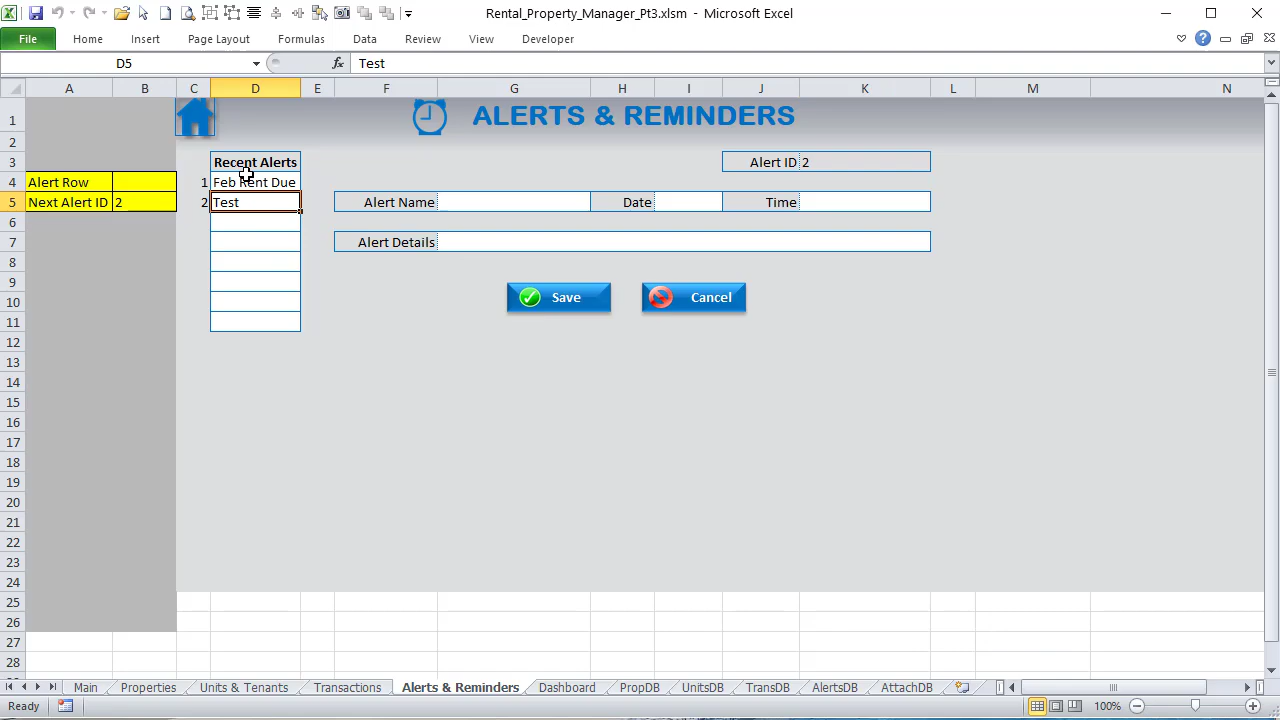 Rental_Property_Manager_Pt3.xlsm - Microsoft Excel
File Home Insert Page Layout Formulas Data Review View Developer
D5 fx Test
A B C D E F G H I J K L M N
1 ALERTS & REMINDERS
2
3 Recent Alerts Alert ID 2
4 Alert Row 1 Feb Rent Due
5 Next Alert ID 2 2 Test Alert Name Date Time
6
7 Alert Details
8
9 Save Cancel
10
11
12
13
14
15
16
17
18
19
20
21
22
23
24
25
26
27
28
Main Properties Units & Tenants Transactions Alerts & Reminders Dashboard PropDB UnitsDB TransDB AlertsDB AttachDB
Ready 100%